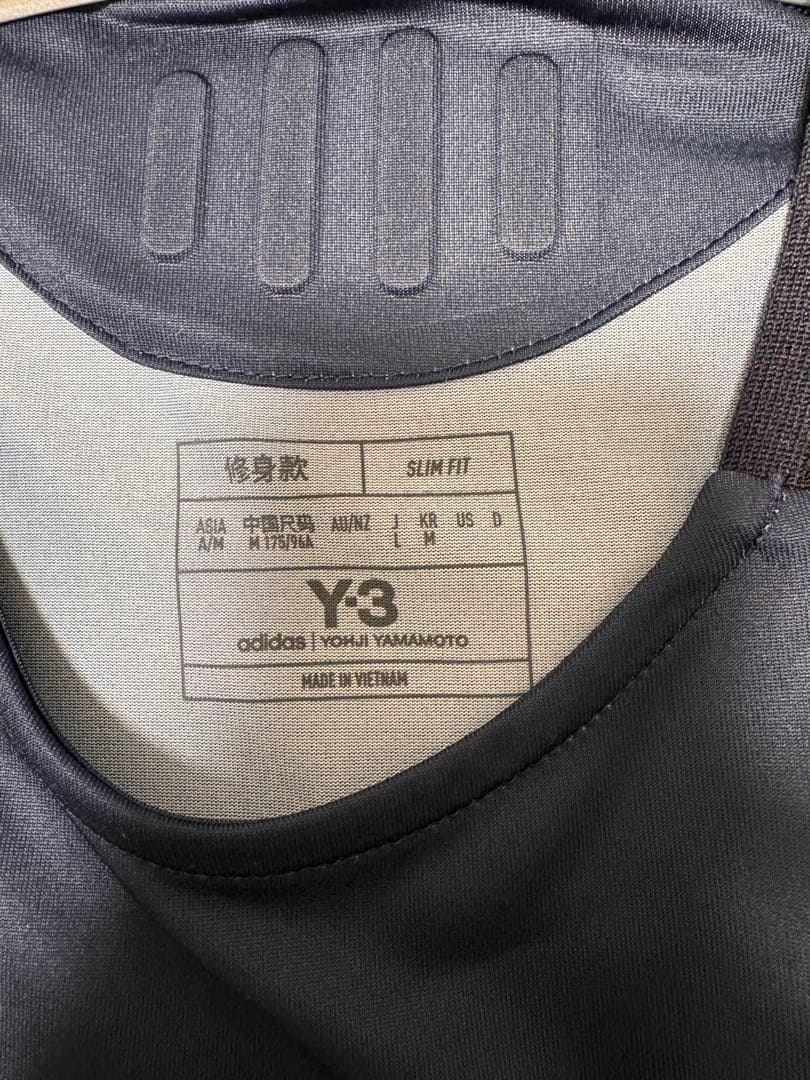 修身款 SLIM FIT
ASIA 中国尺码 AU/NZ J KR US D
A/M M 175/96A L M
Y-3
adidas | YOHJI YAMAMOTO
MADE IN VIETNAM